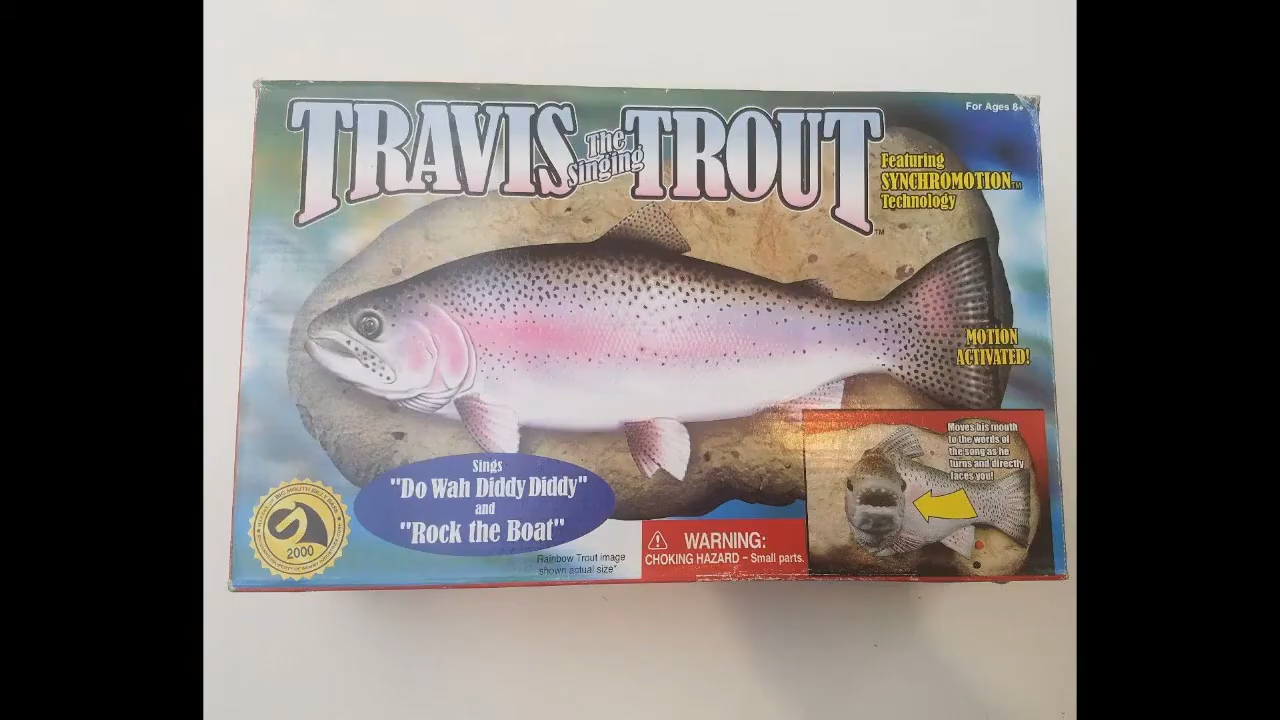 For Ages 8+
TRAVIS The Singing TROUT™
Featuring
SYNCHROMOTION™
Technology
MOTION
ACTIVATED!
Moves his mouth
to the words of
the song as he
turns and directly
faces you!
Sings
"Do Wah Diddy Diddy"
and
"Rock the Boat"
2000
Rainbow Trout image
shown actual size*
WARNING:
CHOKING HAZARD - Small parts.